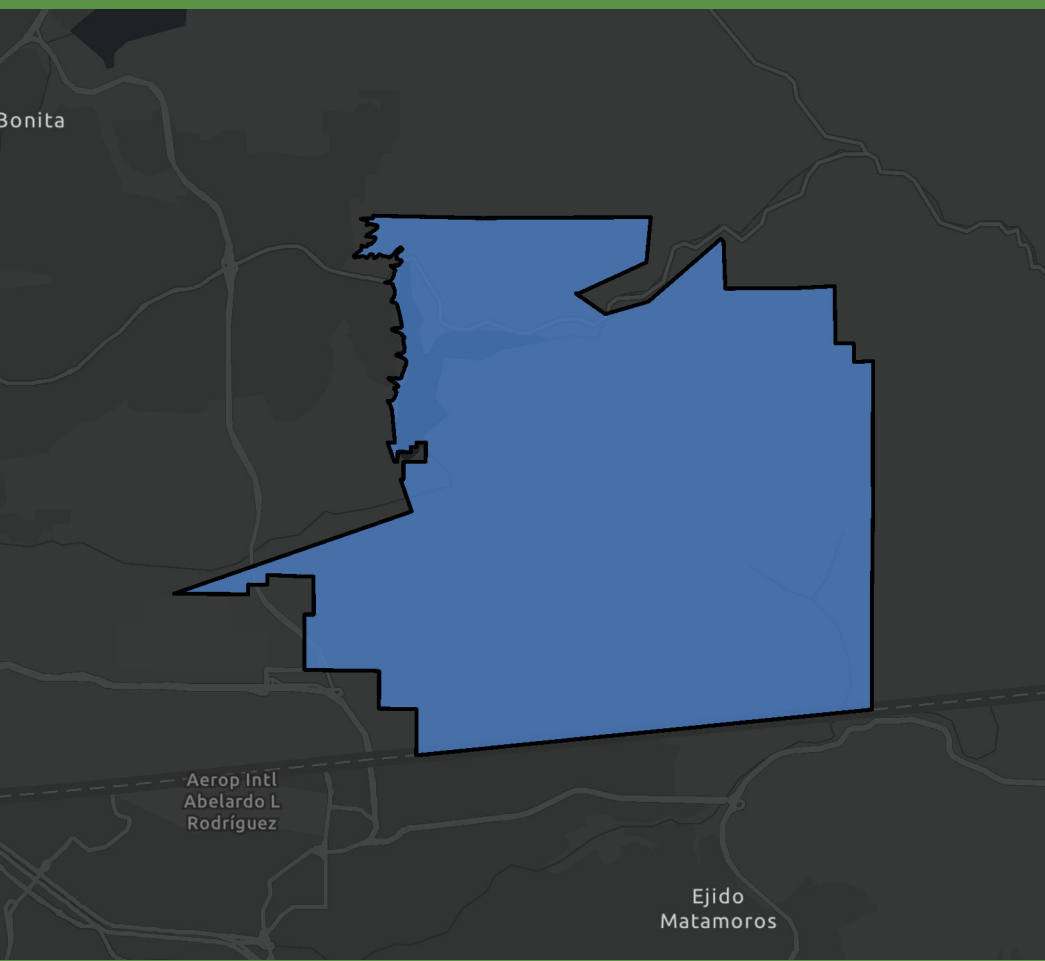 Bonita
Aerop Intl
Abelardo L
Rodríguez
Ejido
Matamoros